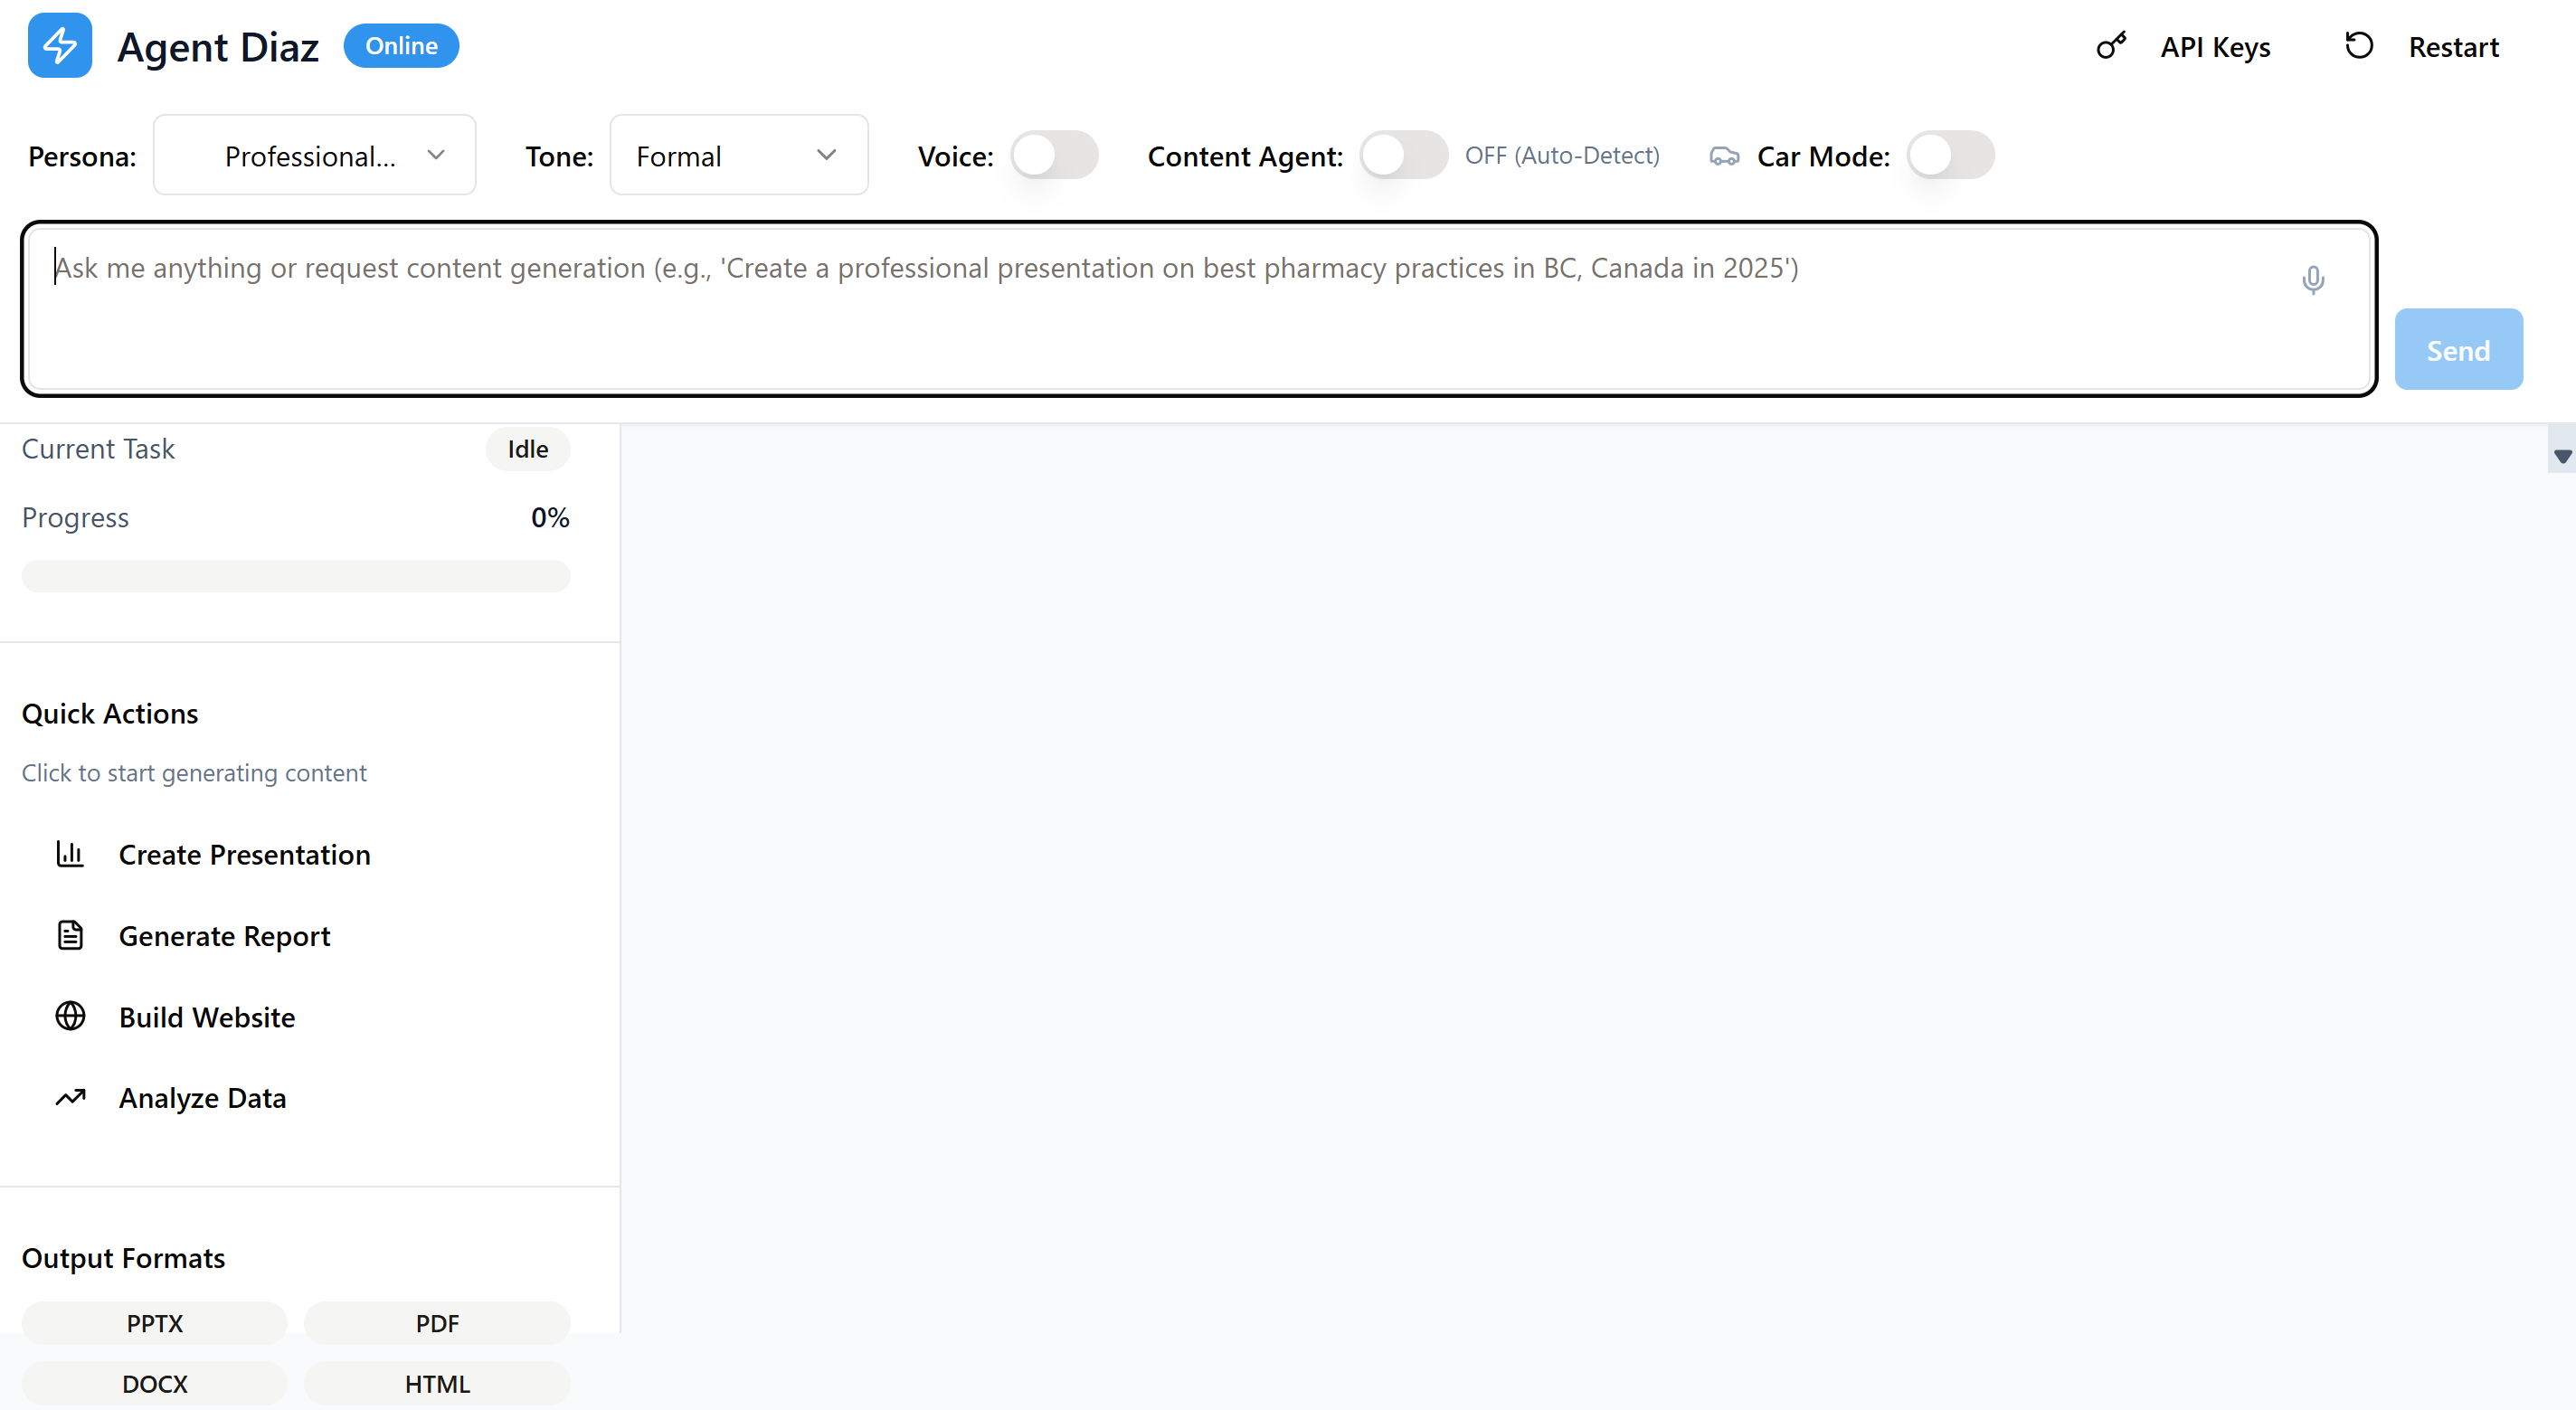 Agent Diaz Online API Keys Restart
Persona: Professional... Tone: Formal Voice: Content Agent: OFF (Auto-Detect) Car Mode:
Ask me anything or request content generation (e.g., 'Create a professional presentation on best pharmacy practices in BC, Canada in 2025')
Send
Current Task Idle
Progress 0%
Quick Actions
Click to start generating content
Create Presentation
Generate Report
Build Website
Analyze Data
Output Formats
PPTX PDF
DOCX HTML